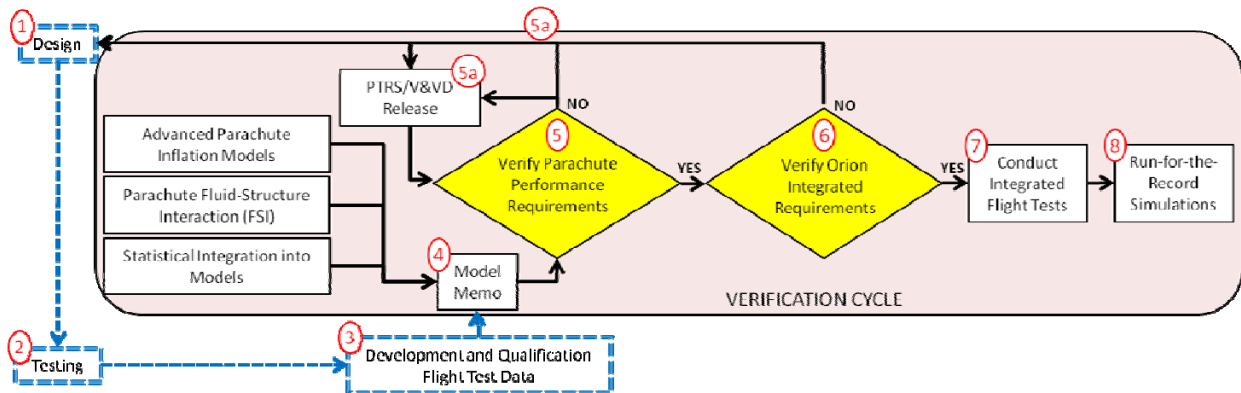 1
Design
5a
PTRS/V&VD
Release
5a
NO
NO
Advanced Parachute
Inflation Models
Parachute Fluid-Structure
Interaction (FSI)
Statistical Integration into
Models
5
Verify Parachute
Performance
Requirements
YES
6
Verify Orion
Integrated
Requirements
YES
7
Conduct
Integrated
Flight Tests
8
Run-for-the-
Record
Simulations
4
Model
Memo
VERIFICATION CYCLE
2
Testing
3
Development and Qualification
Flight Test Data